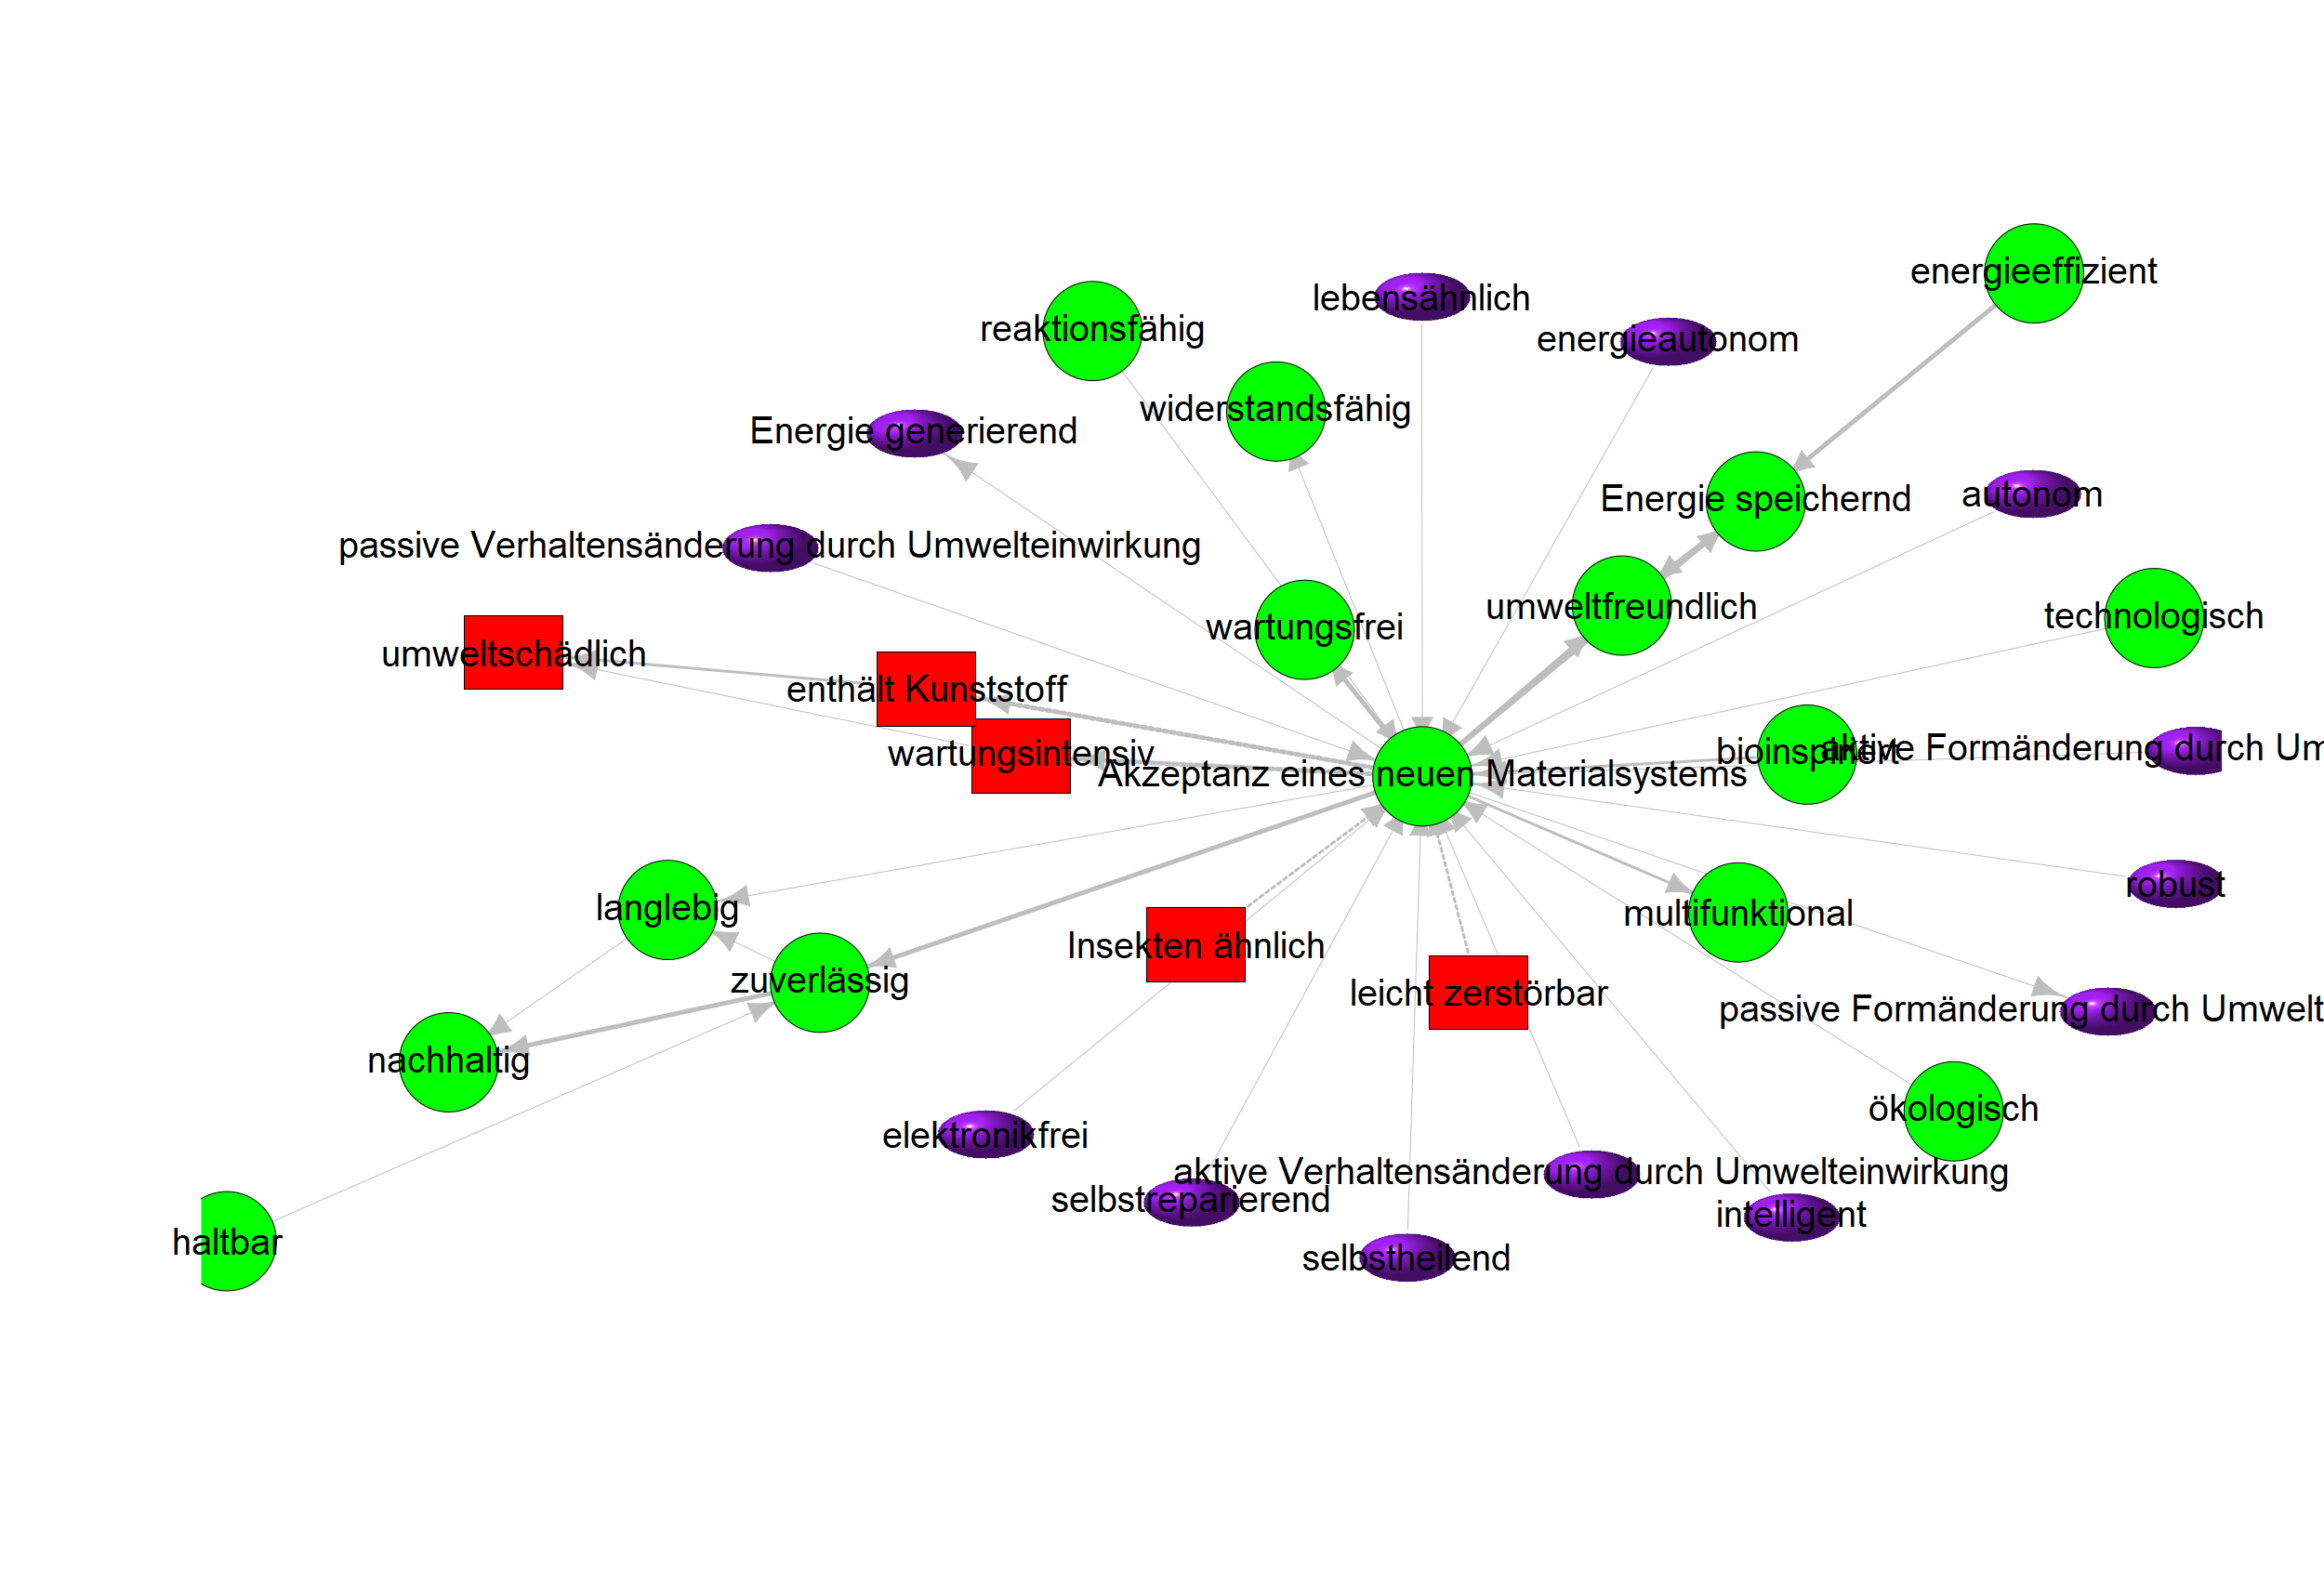 energieeffizient
lebensähnlich
reaktionsfähig
energieautonom
widerstandsfähig
Energie generierend
Energie speichernd
autonom
passive Verhaltensänderung durch Umwelteinwirkung
umweltfreundlich
technologisch
wartungsfrei
umweltschädlich
enthält Kunststoff
bioinspiriert
aktive Formänderung durch Um
wartungsintensiv
Akzeptanz eines neuen Materialsystems
robust
langlebig
multifunktional
Insekten ähnlich
zuverlässig
leicht zerstörbar
passive Formänderung durch Umwelt
nachhaltig
ökologisch
elektronikfrei
aktive Verhaltensänderung durch Umwelteinwirkung
selbstreparierend
intelligent
haltbar
selbstheilend